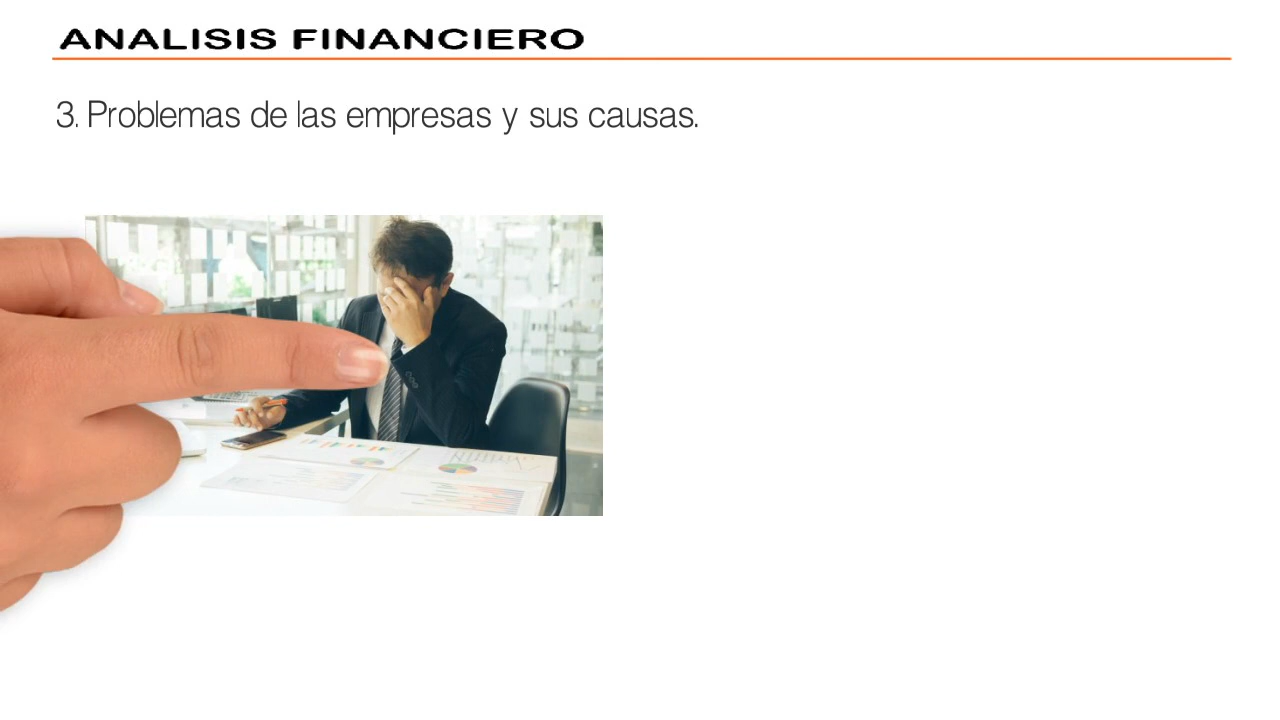 ANALISIS FINANCIERO
3. Problemas de las empresas y sus causas.